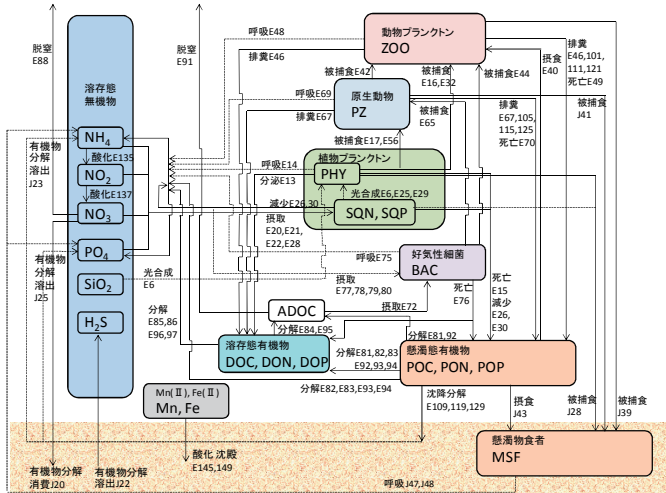 脱窒
E88
溶存態
無機物
NH4
酸化E135
NO2
酸化E137
NO3
PO4
SiO2
H2S
有機物
分解
溶出
J23
有機物
分解
溶出
J25
脱窒
E91
呼吸E48
排糞E46
動物プランクトン
ZOO
被捕食E42
被捕食
E16,E32
被捕食E44
摂食
E40
排糞
E46,101,
111,121
死亡E49
被捕食
J41
呼吸E69
排糞E67
原生動物
PZ
被捕食
E65
排糞
E67,105,
115,125
死亡E70
被捕食E17,E56
植物プランクトン
PHY
呼吸E14
分泌E13
光合成E6,E25,E29
SQN, SQP
減少E26,30
摂取
E20,E21,
E22,E28
呼吸E75
好気性細菌
BAC
光合成
E6
摂取
E77,78,79,80
死亡
E76
死亡
E15
減少
E26,
E30
ADOC
摂取E72
分解
E85,86
E96,97
分解E84,E95
溶存態有機物
DOC, DON, DOP
分解E81,92
分解E81,82,83
E92,93,94
懸濁態有機物
POC, PON, POP
分解E82,E83,E93,E94
Mn(Ⅱ), Fe(Ⅱ)
Mn, Fe
沈降分解
E109,119,129
摂食
J43
被捕食
J28
被捕食
J39
懸濁物食者
MSF
有機物分解
消費J20
有機物分解
溶出J22
酸化 沈殿
E145,149
呼吸J47,J48